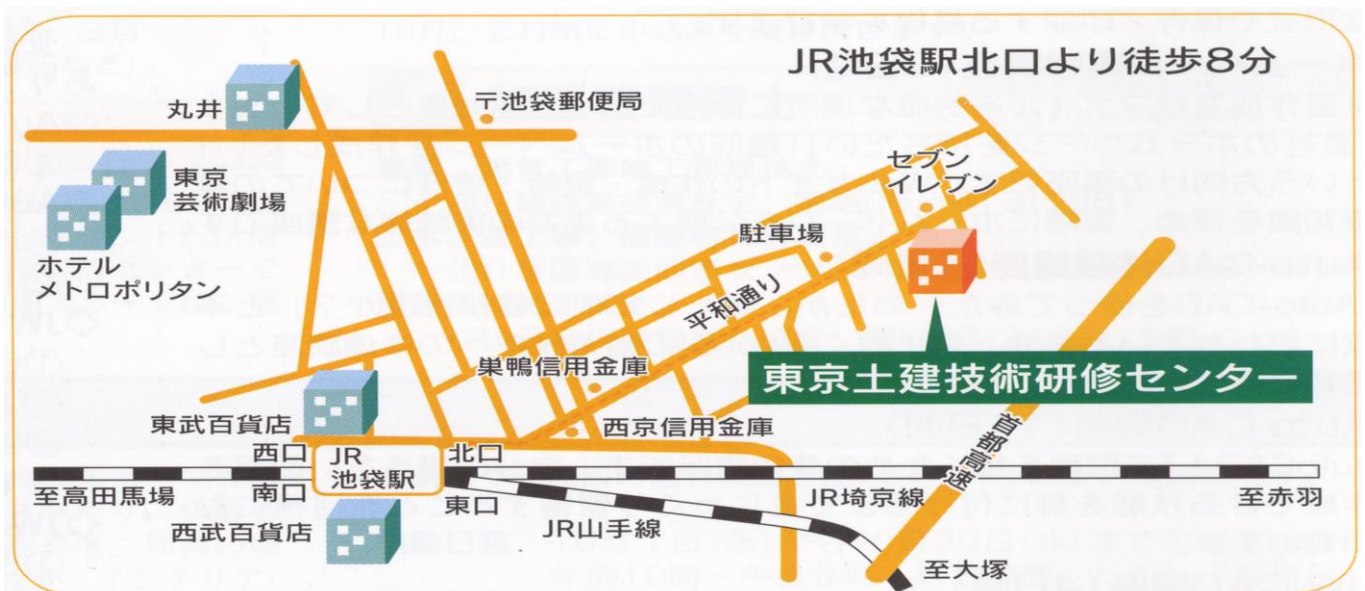 JR池袋駅北口より徒歩8分
丸井
〒池袋郵便局
東京
芸術劇場
ホテル
メトロポリタン
セブン
イレブン
駐車場
平和通り
巣鴨信用金庫
東京土建技術研修センター
東武百貨店
西京信用金庫
西口
JR
池袋駅
北口
首都高速
至高田馬場
南口
東口
JR埼京線
至赤羽
西武百貨店
JR山手線
至大塚